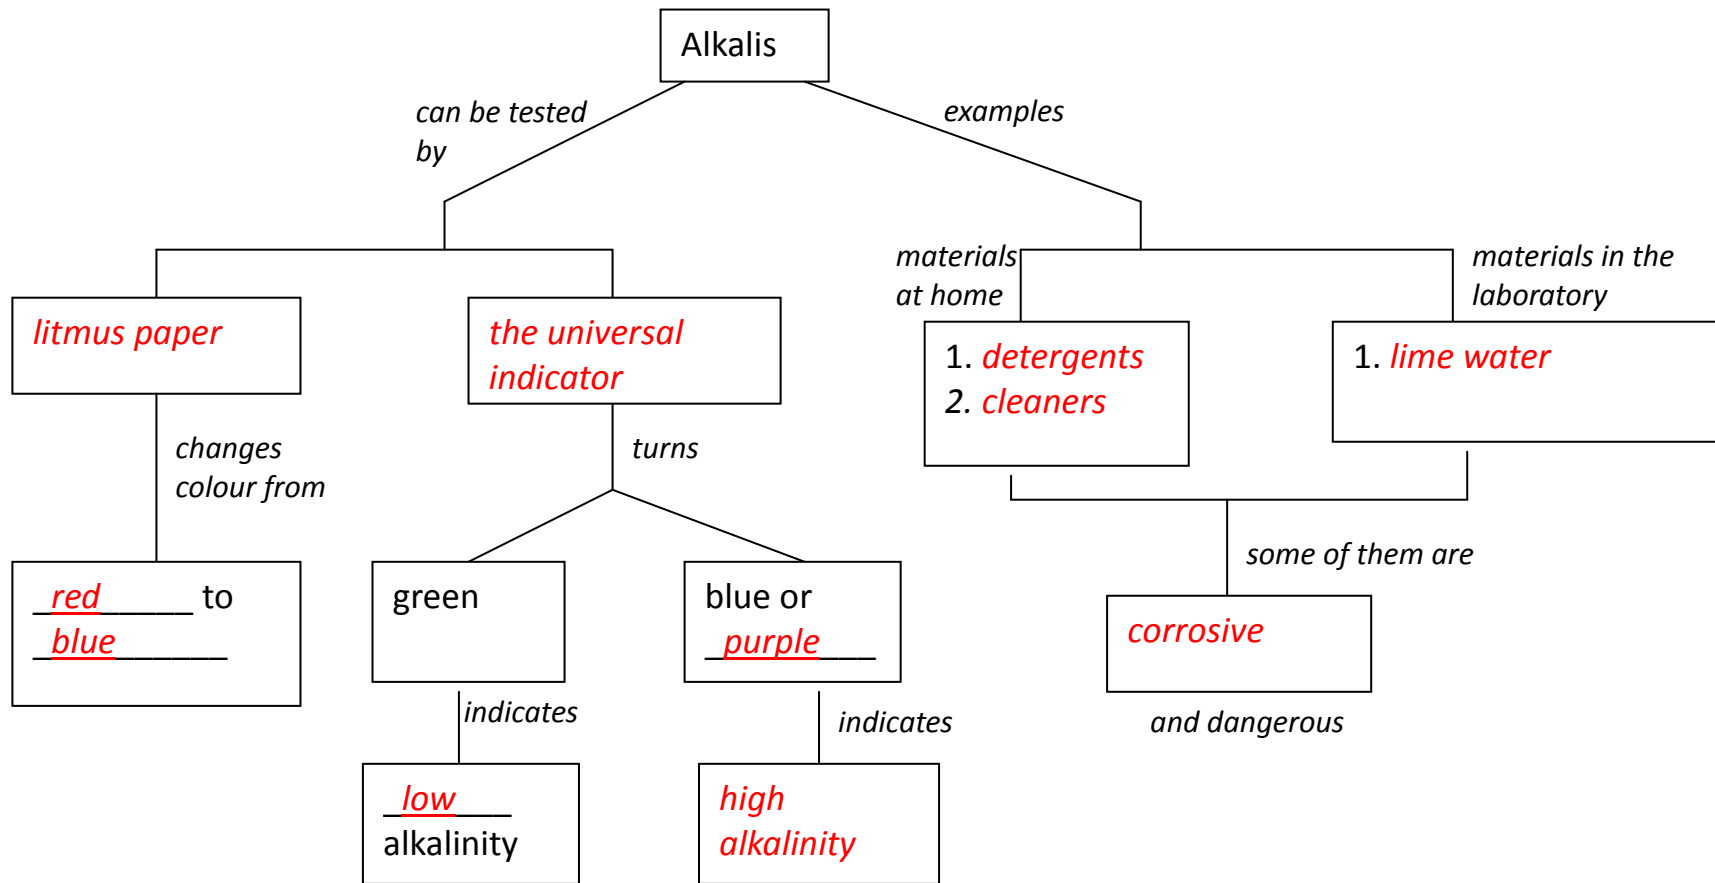 Alkalis
can be tested
by
examples
materials
at home
materials in the
laboratory
litmus paper
the universal
indicator
1. detergents
2. cleaners
1. lime water
changes
colour from
turns
some of them are
_red_____ to
_blue______
green
blue or
_purple___
corrosive
indicates
indicates
and dangerous
_low___
alkalinity
high
alkalinity